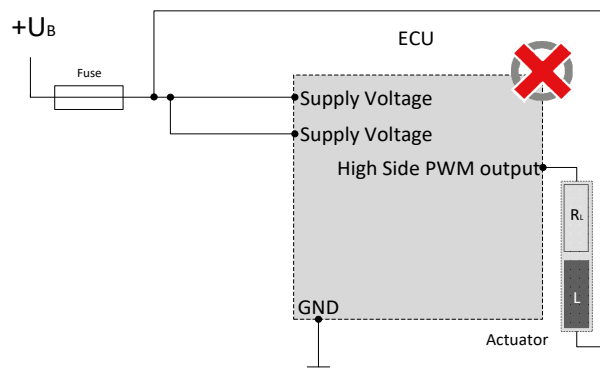 +UB
ECU
Fuse
Supply Voltage
Supply Voltage
High Side PWM output
RL
L
GND
Actuator